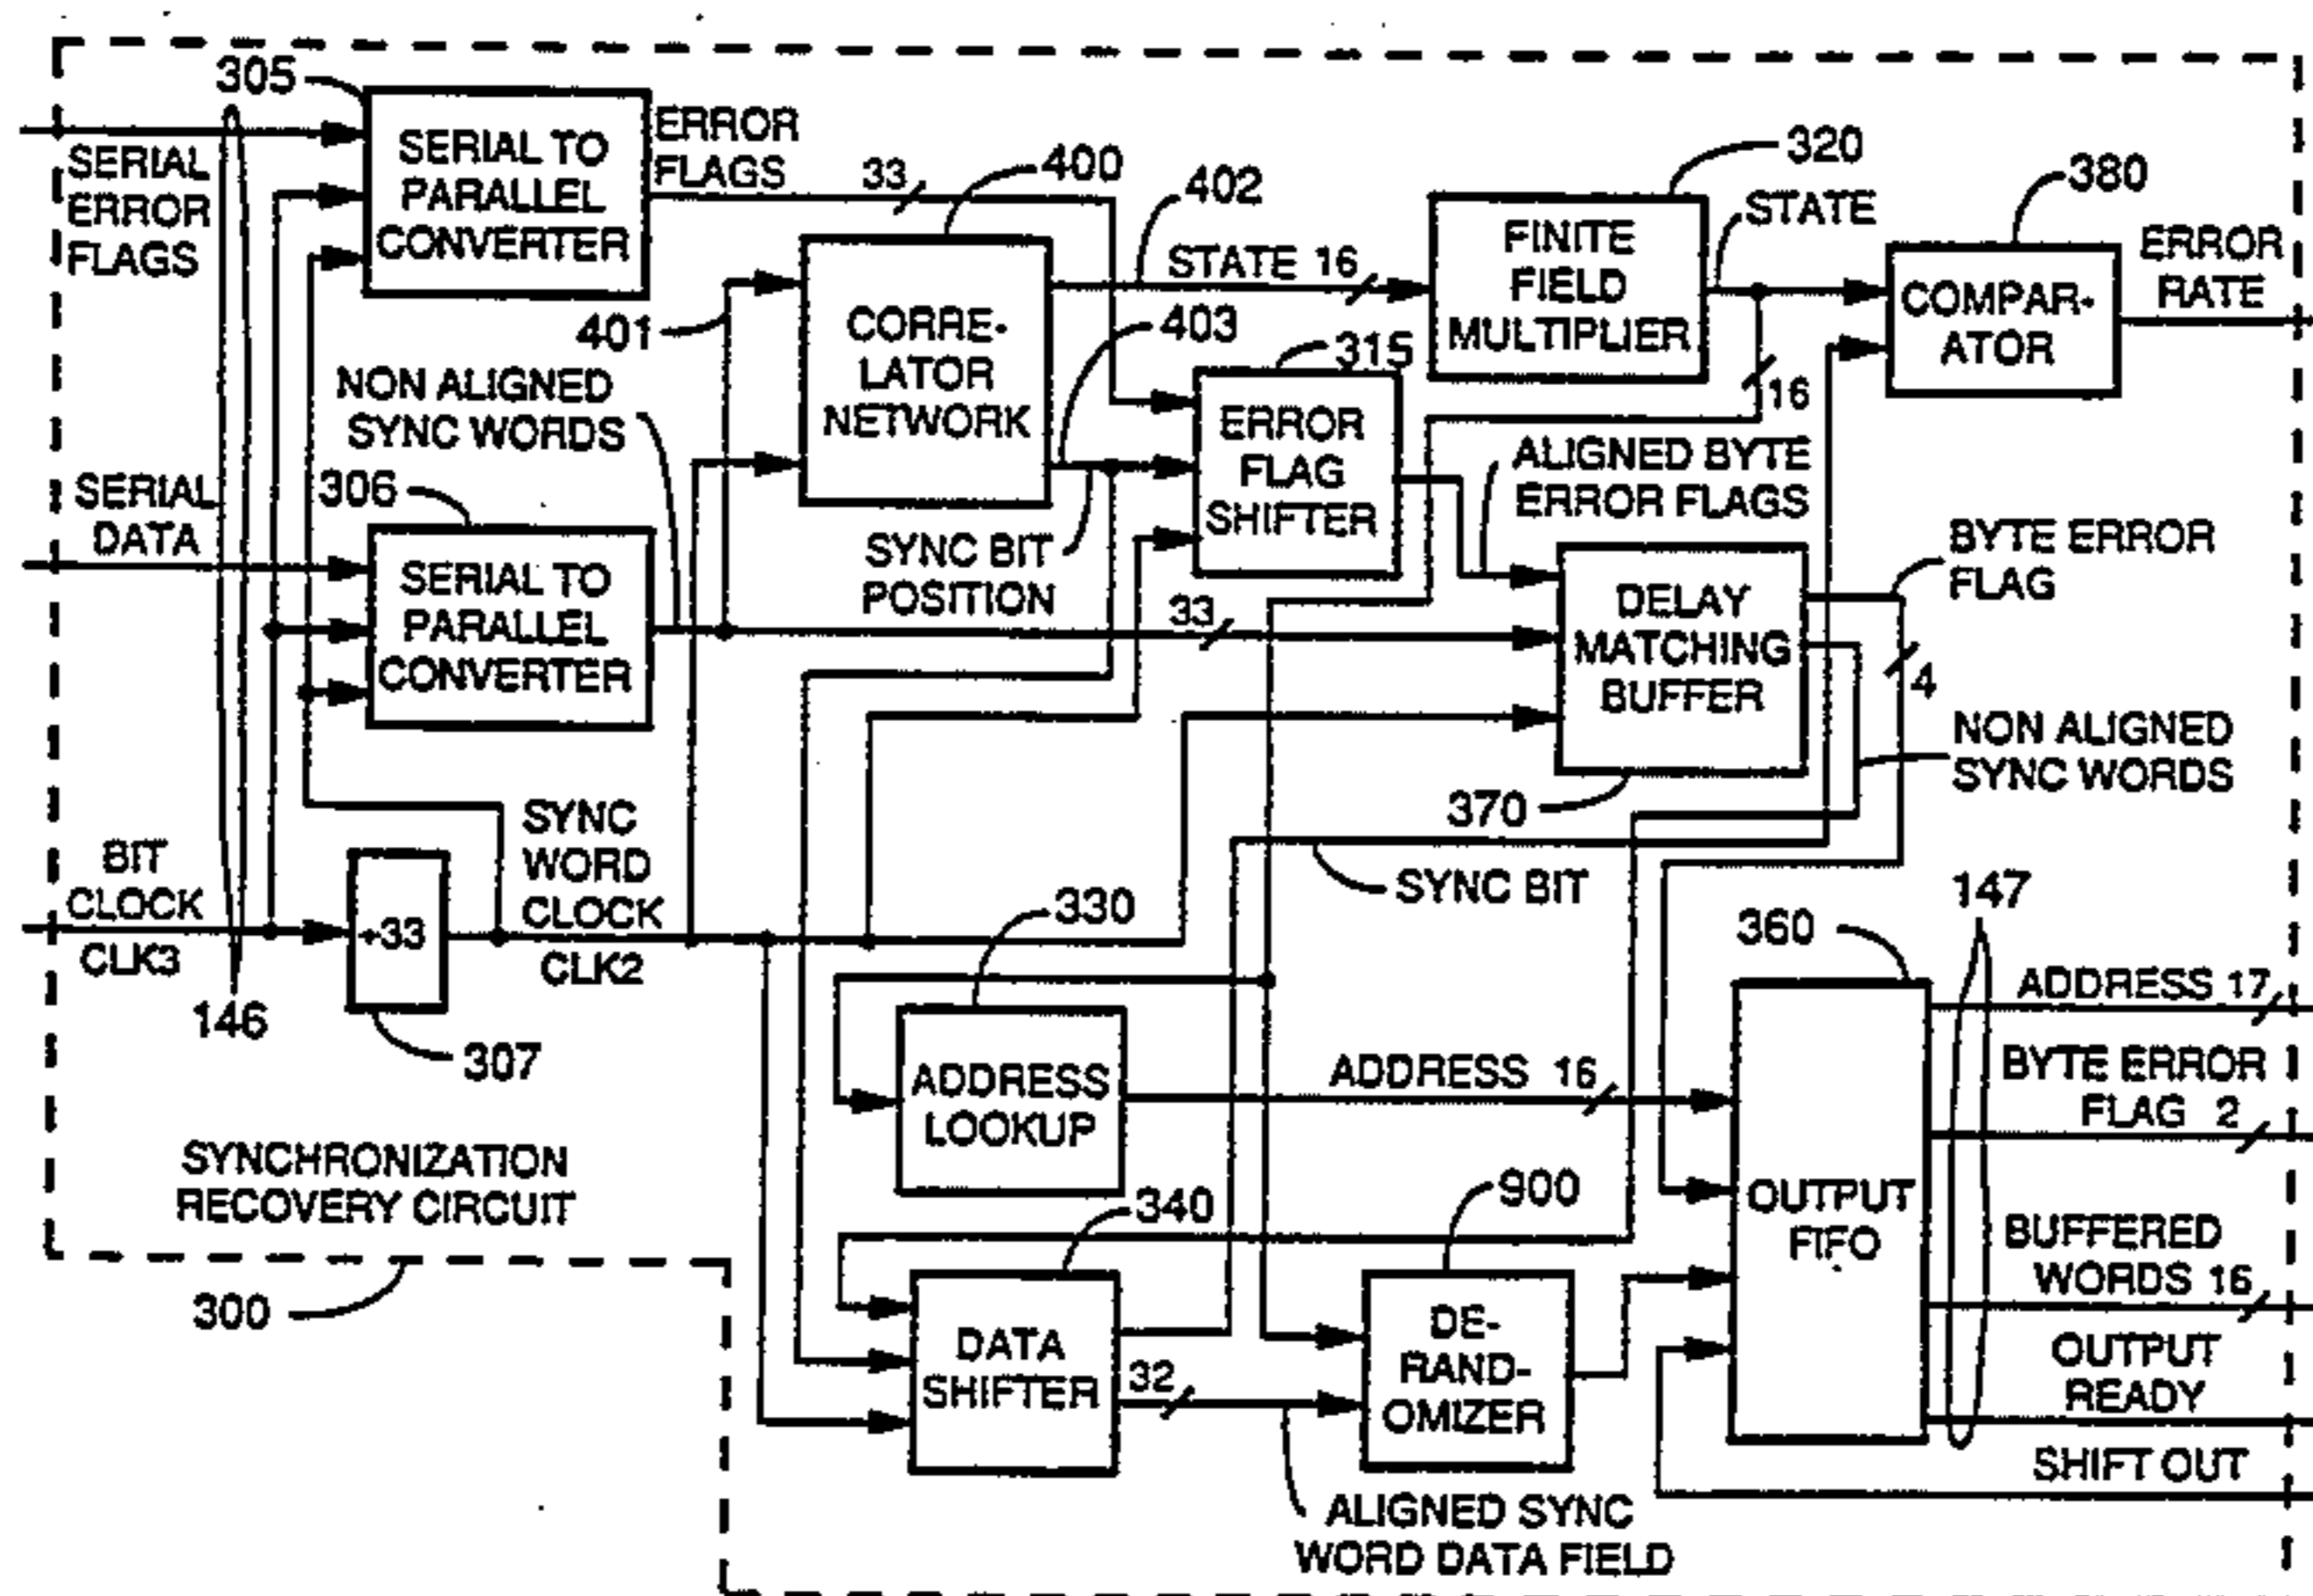 305
SERIAL TO
PARALLEL
CONVERTER
ERROR
FLAGS
33
SERIAL
ERROR
FLAGS
400
402
320
STATE
380
CORRE-
LATOR
NETWORK
STATE 16
FINITE
FIELD
MULTIPLIER
COMPAR-
ATOR
ERROR
RATE
401
403
315
16
NON ALIGNED
SYNC WORDS
ERROR
FLAG
SHIFTER
ALIGNED BYTE
ERROR FLAGS
SERIAL
DATA
306
SERIAL TO
PARALLEL
CONVERTER
SYNC BIT
POSITION
33
DELAY
MATCHING
BUFFER
BYTE ERROR
FLAG
4
NON ALIGNED
SYNC WORDS
370
SYNC BIT
BIT
CLOCK
CLK3
÷33
SYNC
WORD
CLOCK
CLK2
146
307
330
ADDRESS
LOOKUP
ADDRESS 16
360
147
OUTPUT
FIFO
ADDRESS 17
BYTE ERROR
FLAG 2
BUFFERED
WORDS 16
OUTPUT
READY
SHIFT OUT
SYNCHRONIZATION
RECOVERY CIRCUIT
300
340
DATA
SHIFTER
32
900
DE-
RAND-
OMIZER
ALIGNED SYNC
WORD DATA FIELD